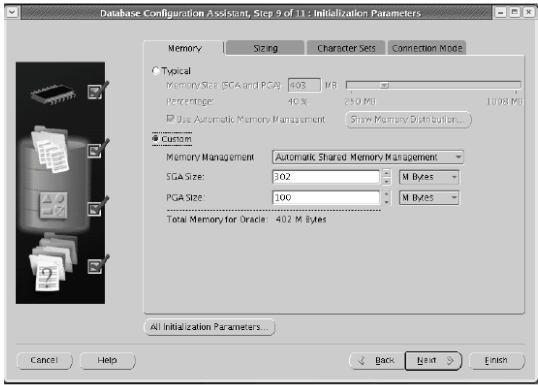 Database Configuration Assistant, Step 9 of 11 : Initialization Parameters
Memory Sizing Character Sets Connection Mode
Typical
Memory Size (SGA and PGA): 403 MB
Percentage: 40 % 250 MB 1008 MB
Use Automatic Memory Management Show Memory Distribution...
Custom
Memory Management Automatic Shared Memory Management
SGA Size: 302 M Bytes
PGA Size: 100 M Bytes
Total Memory for Oracle: 402 M Bytes
All Initialization Parameters...
Cancel Help Back Next Finish